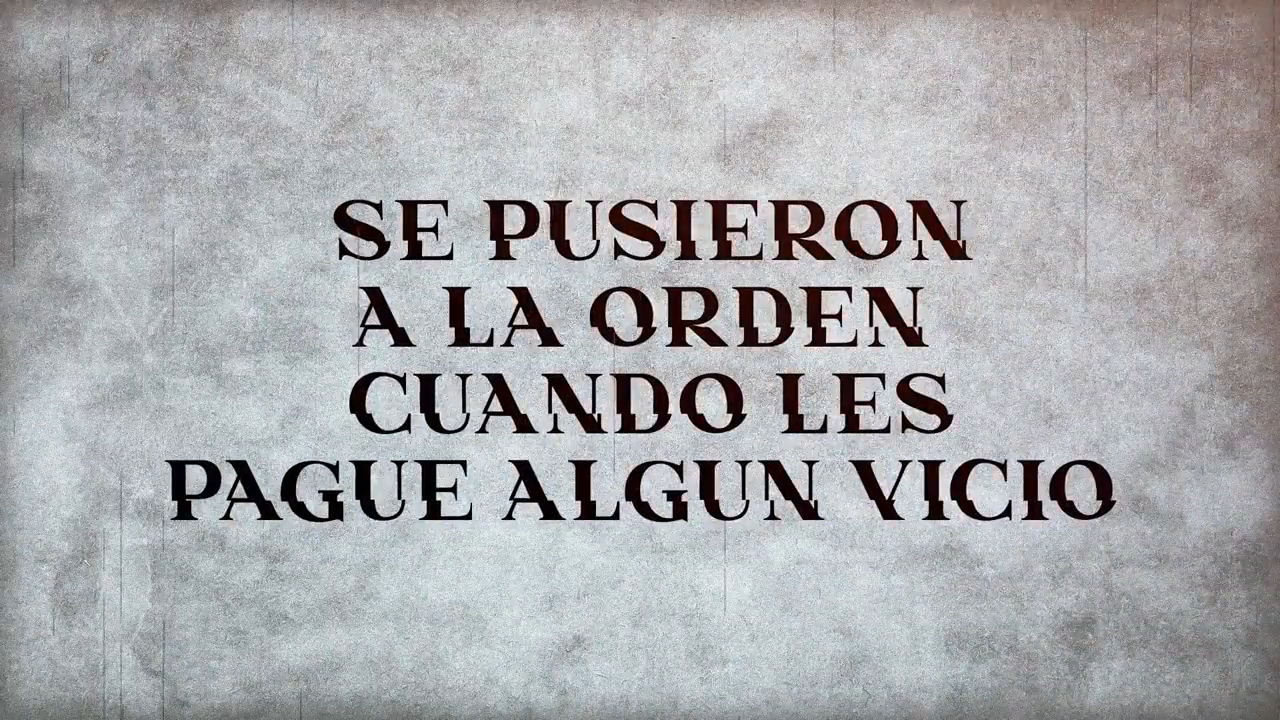 SE PUSIERON
A LA ORDEN
CUANDO LES
PAGUE ALGUN VICIO